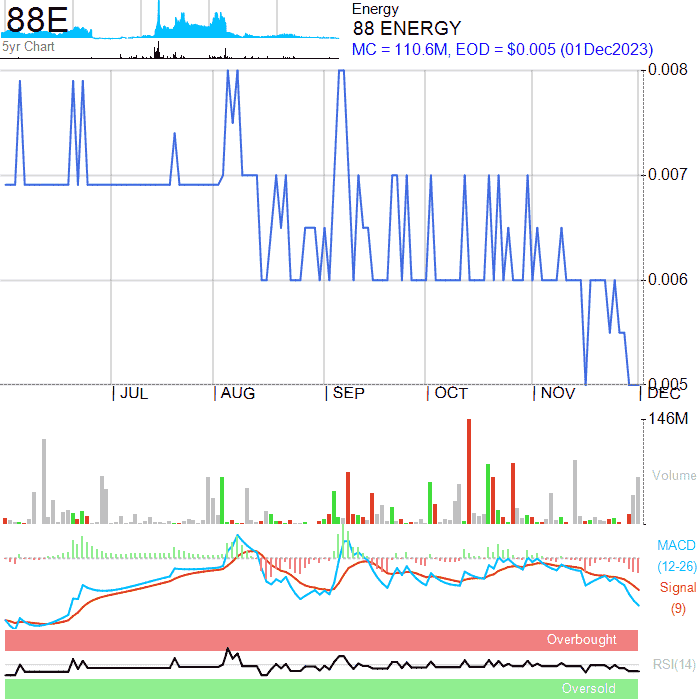 88E
5yr Chart
Energy
88 ENERGY
MC = 110.6M, EOD = $0.005 (01Dec2023)
0.008
0.007
0.006
0.005
JUL
AUG
SEP
OCT
NOV
DEC
146M
Volume
MACD
(12-26)
Signal
(9)
Overbought
RSI(14)
Oversold